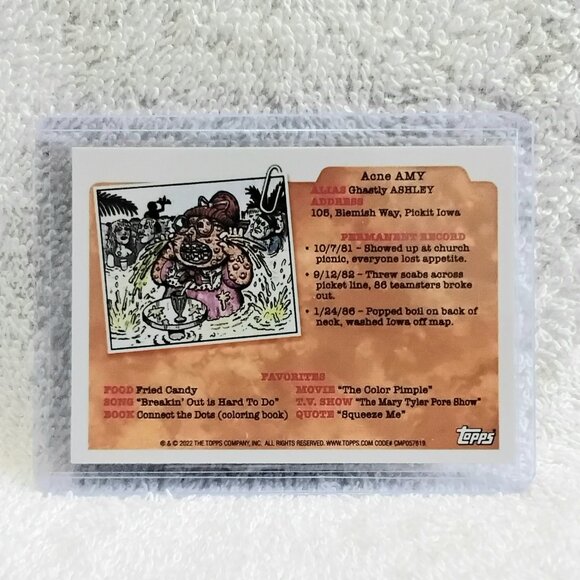 Acne AMY
ALIAS Ghastly ASHLEY
ADDRESS
105, Blemish Way, Pickit Iowa
PERMANENT RECORD
• 10/7/81 - Showed up at church
picnic, everyone lost appetite.
• 9/12/82 - Threw scabs across
picket line, 86 teamsters broke
out.
• 1/24/86 - Popped boil on back of
neck, washed Iowa off map.
FAVORITES
FOOD Fried Candy
SONG "Breakin' Out is Hard To Do"
BOOK Connect the Dots (coloring book)
MOVIE "The Color Pimple"
T.V. SHOW "The Mary Tyler Pore Show"
QUOTE "Squeeze Me"
® & © 2022 THE TOPPS COMPANY, INC. ALL RIGHTS RESERVED. WWW.TOPPS.COM CODE# CMP057619
topps